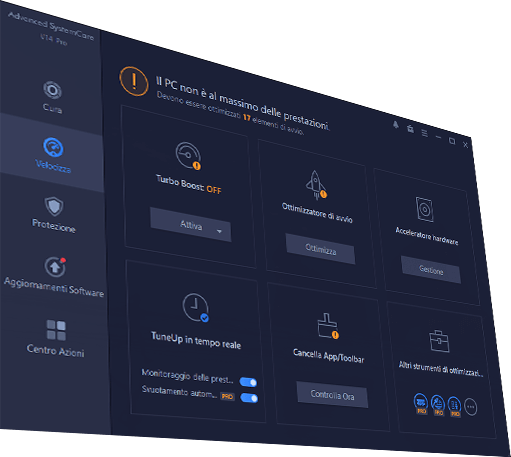 Advanced SystemCare
V14 Pro
Cura
Velocizza
Protezione
Aggiornamenti Software
Centro Azioni
Il PC non è al massimo delle prestazioni.
Devono essere ottimizzati 17 elementi di avvio.
Turbo Boost: OFF
Attiva
Ottimizzatore di avvio
Ottimizza
Acceleratore hardware
Gestione
TuneUp in tempo reale
Monitoraggio delle prest...
Svuotamento autom... PRO
Cancella App/Toolbar
Controlla Ora
Altri strumenti di ottimizzazi...
PRO PRO PRO